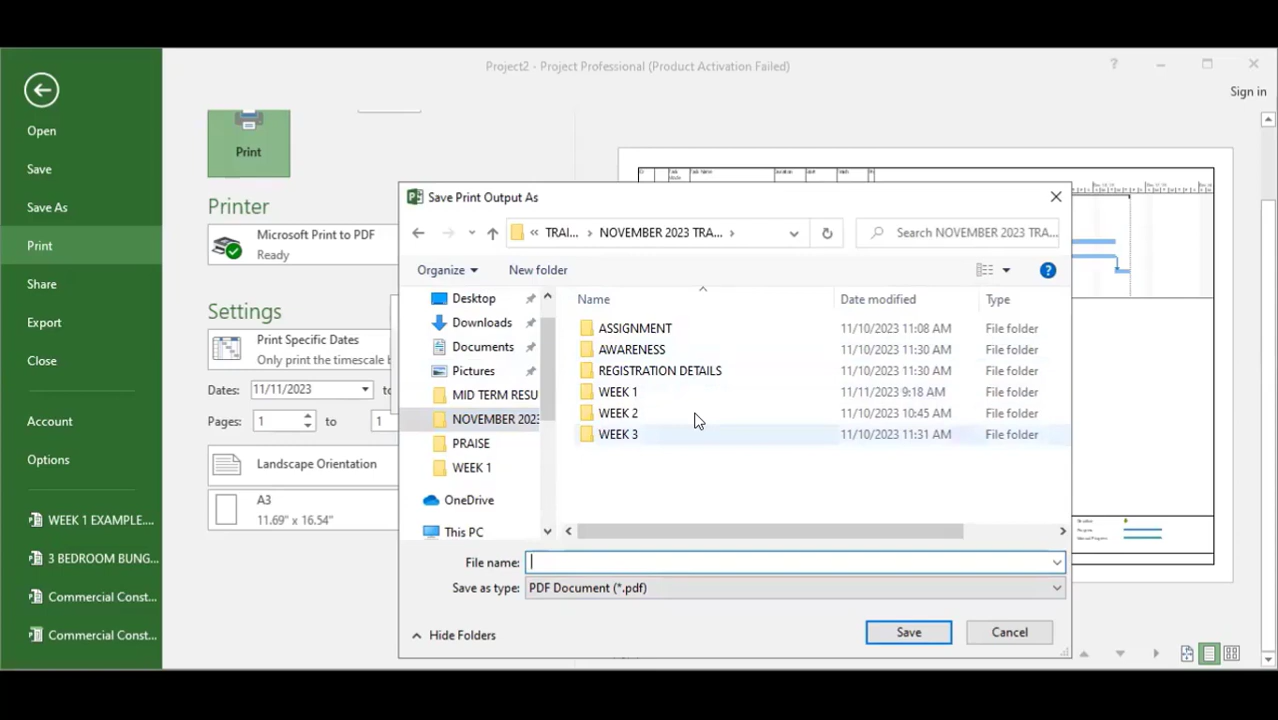 Project2 - Project Professional (Product Activation Failed)
?
Sign in
Open
Save
Save As
Print
Share
Export
Close
Account
Options
WEEK 1 EXAMPLE....
3 BEDROOM BUNG...
Commercial Const...
Commercial Const...
Print
Printer
Microsoft Print to PDF
Ready
Settings
Print Specific Dates
Only print the timescale b
Dates: 11/11/2023 to
Pages: 1 to 1
Landscape Orientation
A3
11.69" x 16.54"
Save Print Output As
« TRAI... › NOVEMBER 2023 TRA... ›
Search NOVEMBER 2023 TRA...
Organize
New folder
?
Desktop
Downloads
Documents
Pictures
MID TERM RESU
NOVEMBER 2023
PRAISE
WEEK 1
OneDrive
This PC
Name Date modified Type
ASSIGNMENT 11/10/2023 11:08 AM File folder
AWARENESS 11/10/2023 11:30 AM File folder
REGISTRATION DETAILS 11/10/2023 11:30 AM File folder
WEEK 1 11/11/2023 9:18 AM File folder
WEEK 2 11/10/2023 10:45 AM File folder
WEEK 3 11/10/2023 11:31 AM File folder
File name:
Save as type: PDF Document (*.pdf)
Hide Folders
Save
Cancel